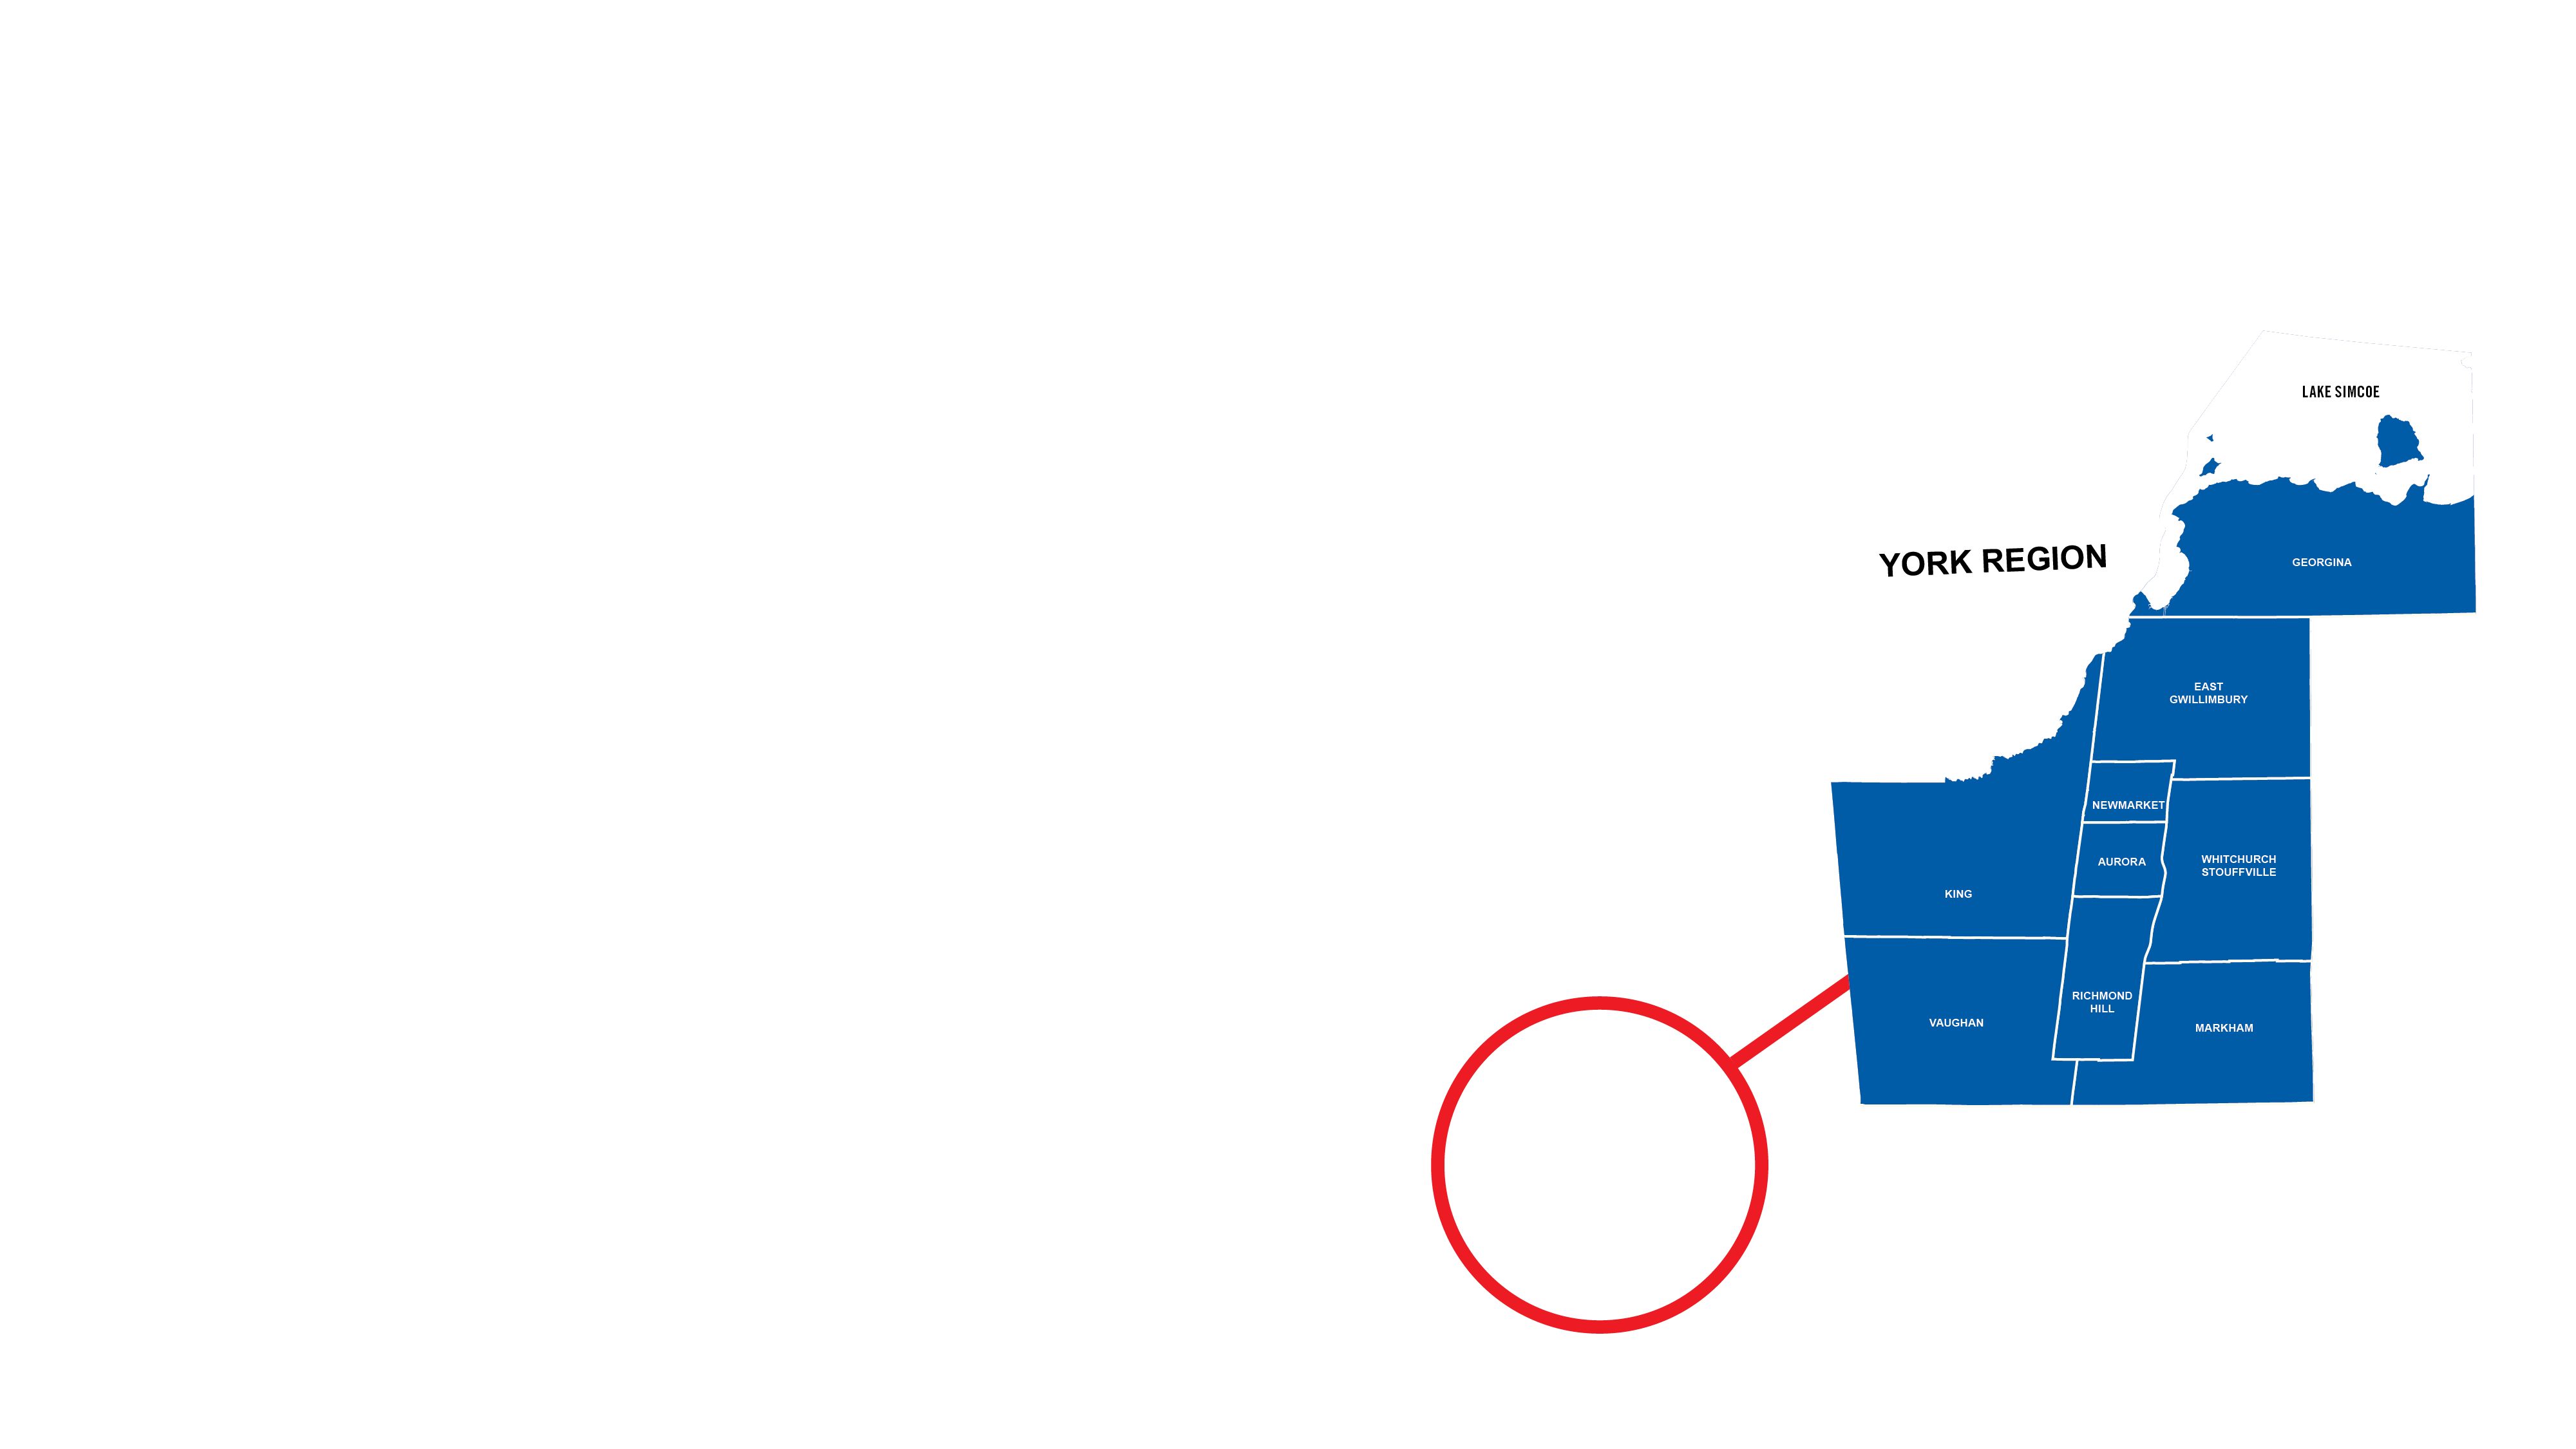 LAKE SIMCOE
YORK REGION
GEORGINA
EAST
GWILLIMBURY
NEWMARKET
AURORA
WHITCHURCH
STOUFFVILLE
KING
RICHMOND
HILL
VAUGHAN
MARKHAM